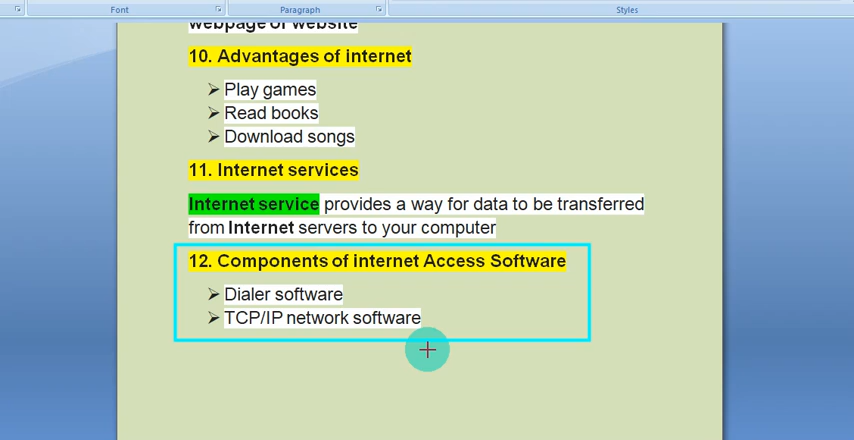 Font Paragraph Styles
webpage or website
10. Advantages of internet
➢ Play games
➢ Read books
➢ Download songs
11. Internet services
Internet service provides a way for data to be transferred
from Internet servers to your computer
12. Components of internet Access Software
➢ Dialer software
➢ TCP/IP network software